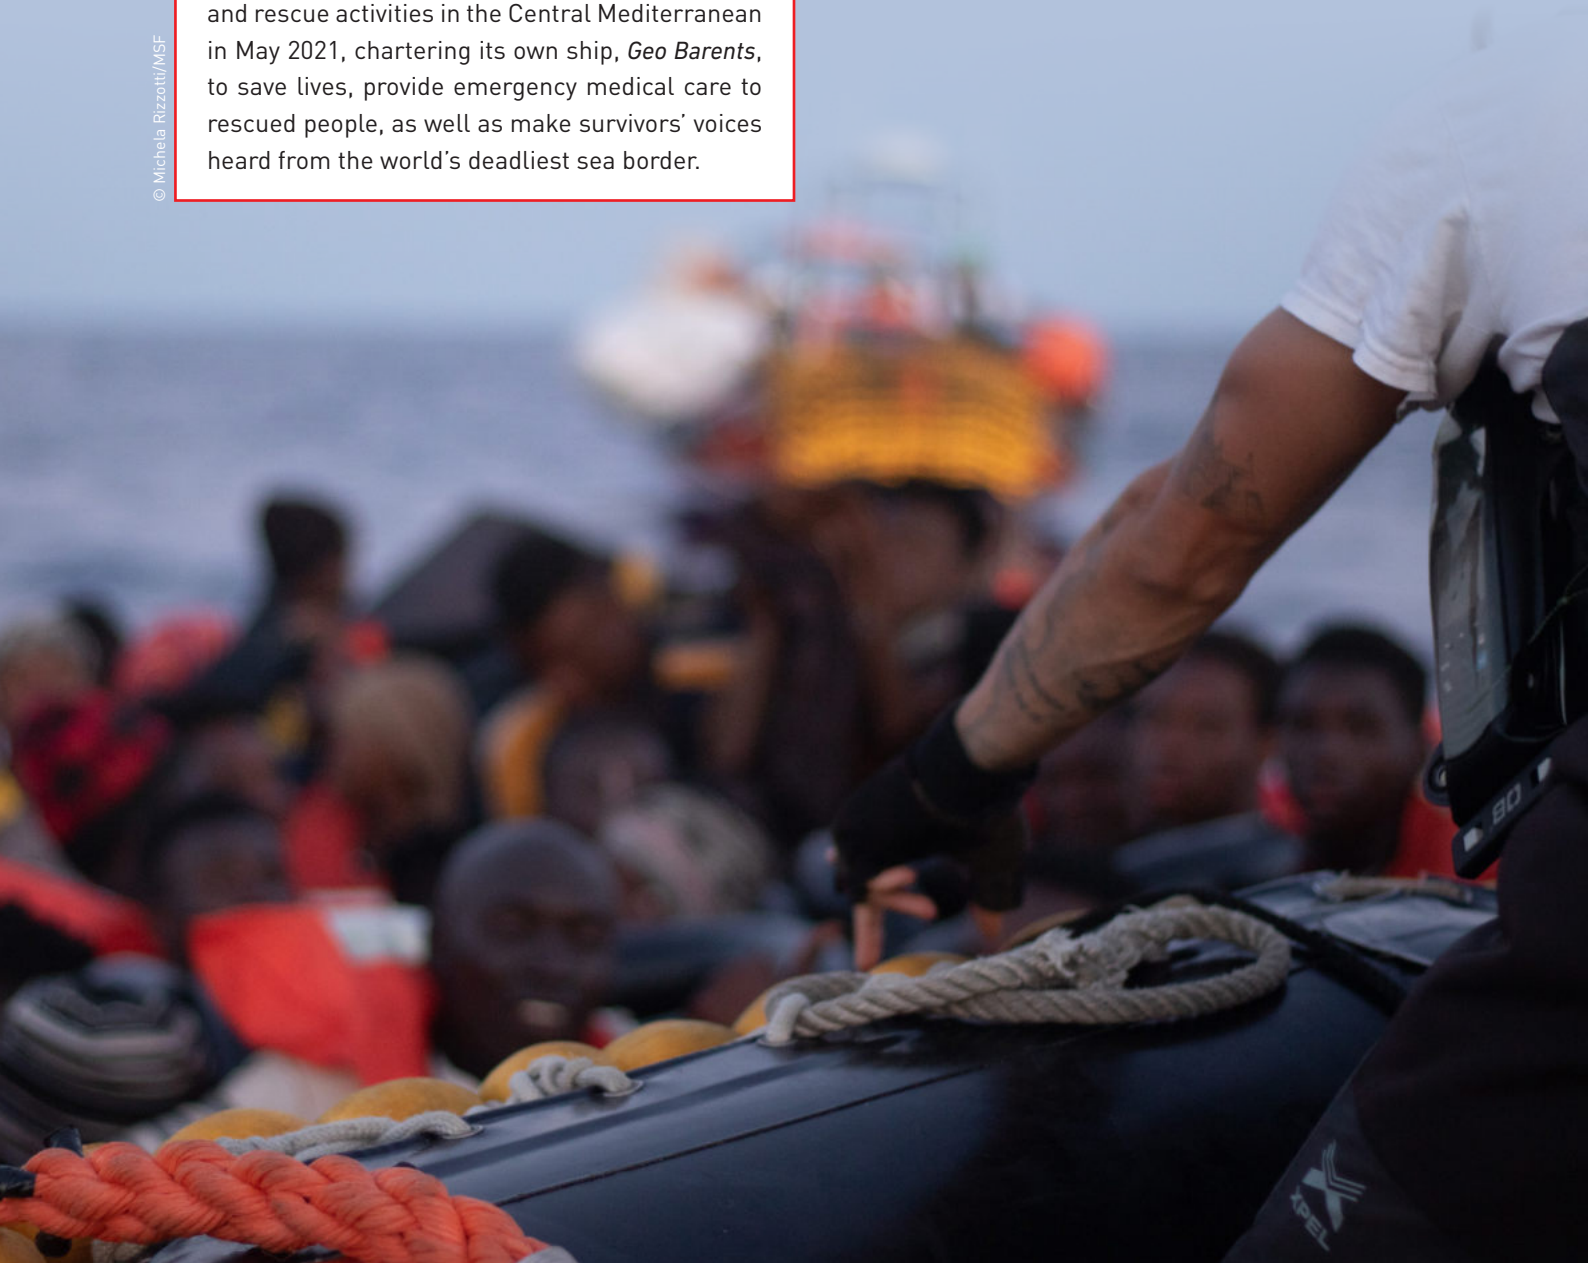 and rescue activities in the Central Mediterranean
in May 2021, chartering its own ship, Geo Barents,
to save lives, provide emergency medical care to
rescued people, as well as make survivors’ voices
heard from the world’s deadliest sea border.
© Michela Rizzotti/MSF
80
XPEL